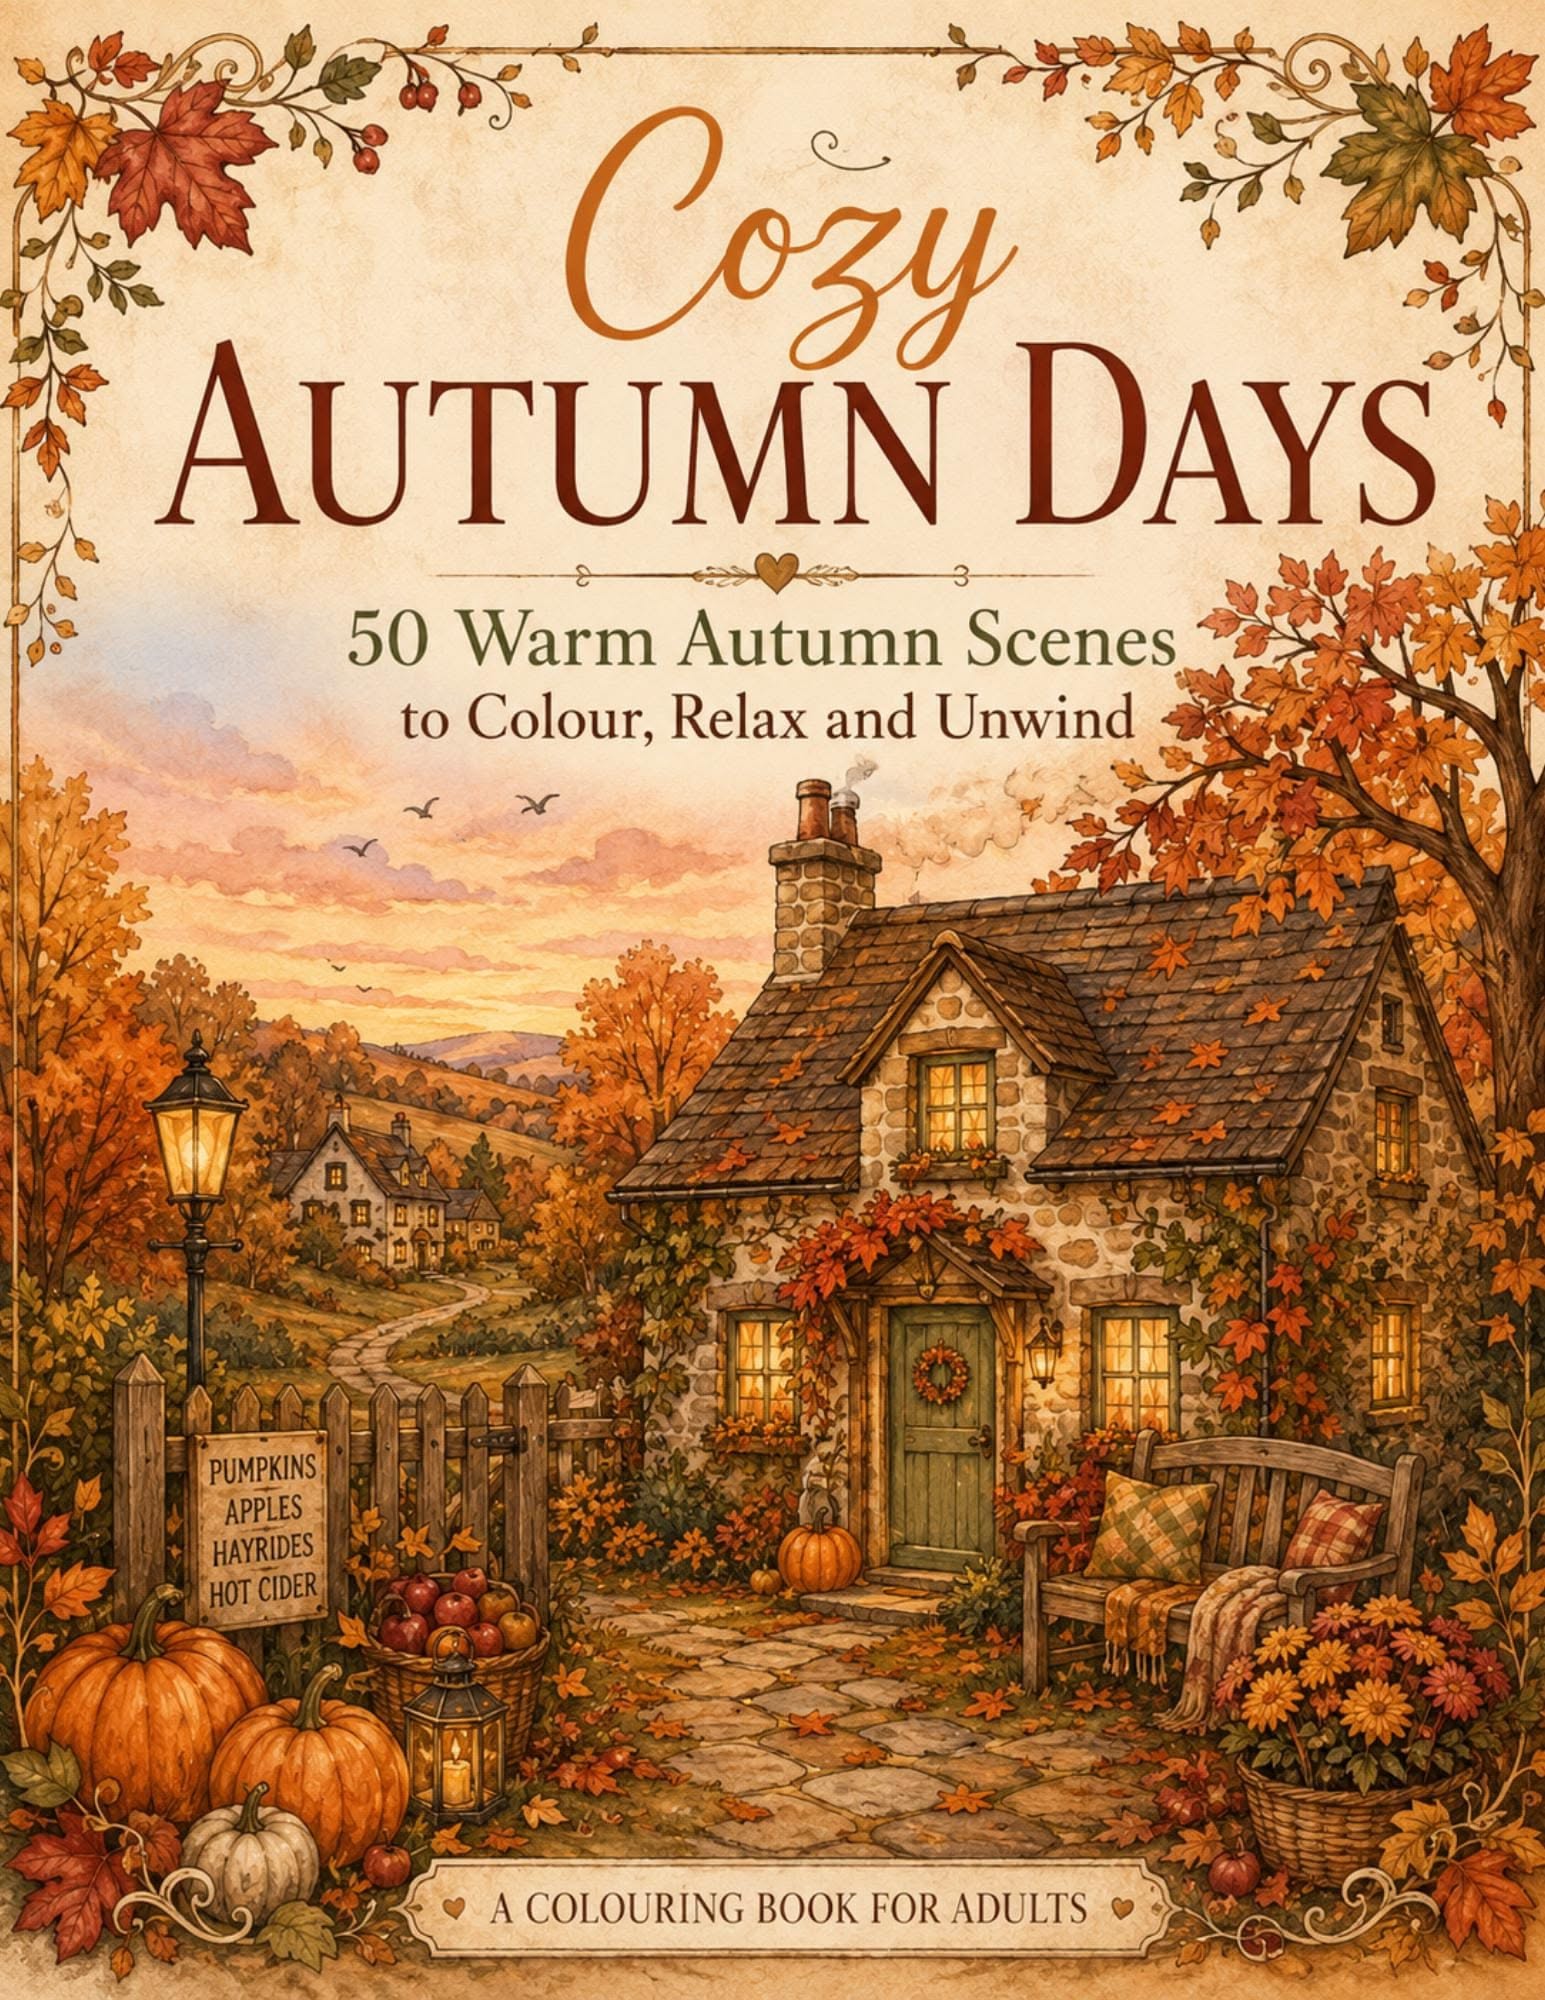 Cozy
AUTUMN DAYS
50 Warm Autumn Scenes
to Colour, Relax and Unwind
PUMPKINS
APPLES
HAYRIDES
HOT CIDER
A COLOURING BOOK FOR ADULTS